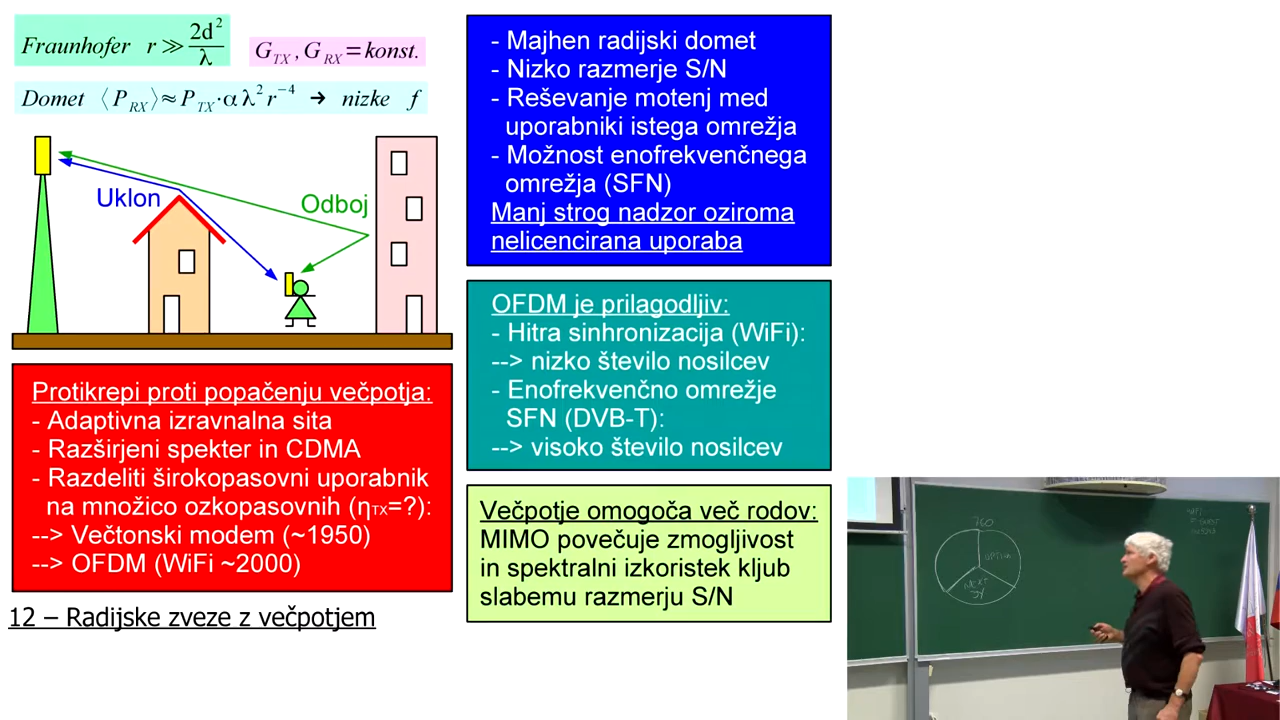 Fraunhofer r ≫ 2d²/λ
G_TX, G_RX = konst.
Domet ⟨P_RX⟩ ≈ P_TX · α λ² r⁻⁴ → nizke f
Uklon
Odboj
Protikrepi proti popačenju večpotja:
- Adaptivna izravnalna sita
- Razširjeni spekter in CDMA
- Razdeliti širokopasovni uporabnik
na množico ozkopasovnih (ηTX=?):
--> Večtonski modem (~1950)
--> OFDM (WiFi ~2000)
12 – Radijske zveze z večpotjem
- Majhen radijski domet
- Nizko razmerje S/N
- Reševanje motenj med
uporabniki istega omrežja
- Možnost enofrekvenčnega
omrežja (SFN)
Manj strog nadzor oziroma
nelicencirana uporaba
OFDM je prilagodljiv:
- Hitra sinhronizacija (WiFi):
--> nizko število nosilcev
- Enofrekvenčno omrežje
SFN (DVB-T):
--> visoko število nosilcev
Večpotje omogoča več rodov:
MIMO povečuje zmogljivost
in spektralni izkoristek kljub
slabemu razmerju S/N